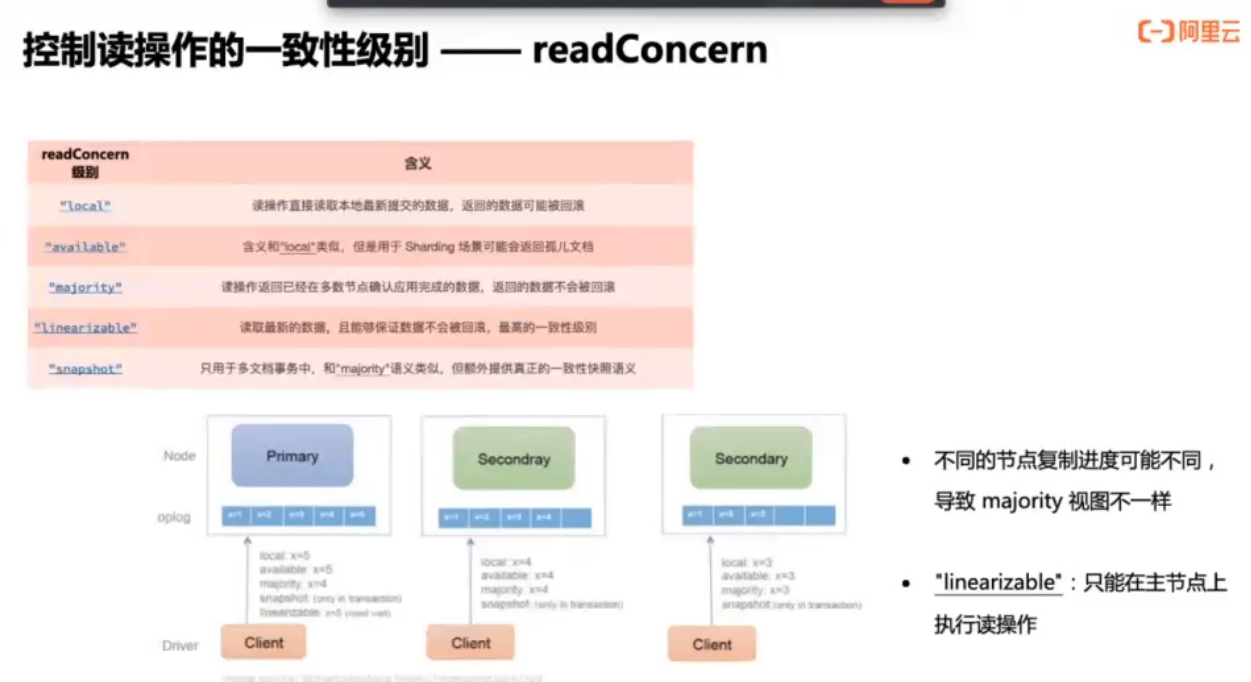 控制读操作的一致性级别 —— readConcern
阿里云
readConcern
级别
含义
"local"
读操作直接读取本地最新提交的数据，返回的数据可能被回滚
"available"
含义和"local"类似，但是用于 Sharding 场景可能会返回孤儿文档
"majority"
读操作返回已经在多数节点确认应用完成的数据，返回的数据不会被回滚
"linearizable"
读取最新的数据，且能够保证数据不会被回滚，最高的一致性级别
"snapshot"
只用于多文档事务中，和"majority"语义类似，但额外提供真正的一致性快照语义
Node
Primary
Secondray
Secondary
oplog
x=1 x=2 x=3 x=4 x=5
x=1 x=2 x=3 x=4
x=1 x=2 x=3
local: x=5
available: x=5
majority: x=4
snapshot: (only in transaction)
linearizable: x=5 (need wait)
local: x=4
available: x=4
majority: x=4
snapshot: (only in transaction)
local: x=3
available: x=3
majority: x=3
snapshot:(only in transaction)
Driver
Client
Client
Client
• 不同的节点复制进度可能不同，
导致 majority 视图不一样
• "linearizable"：只能在主节点上
执行读操作